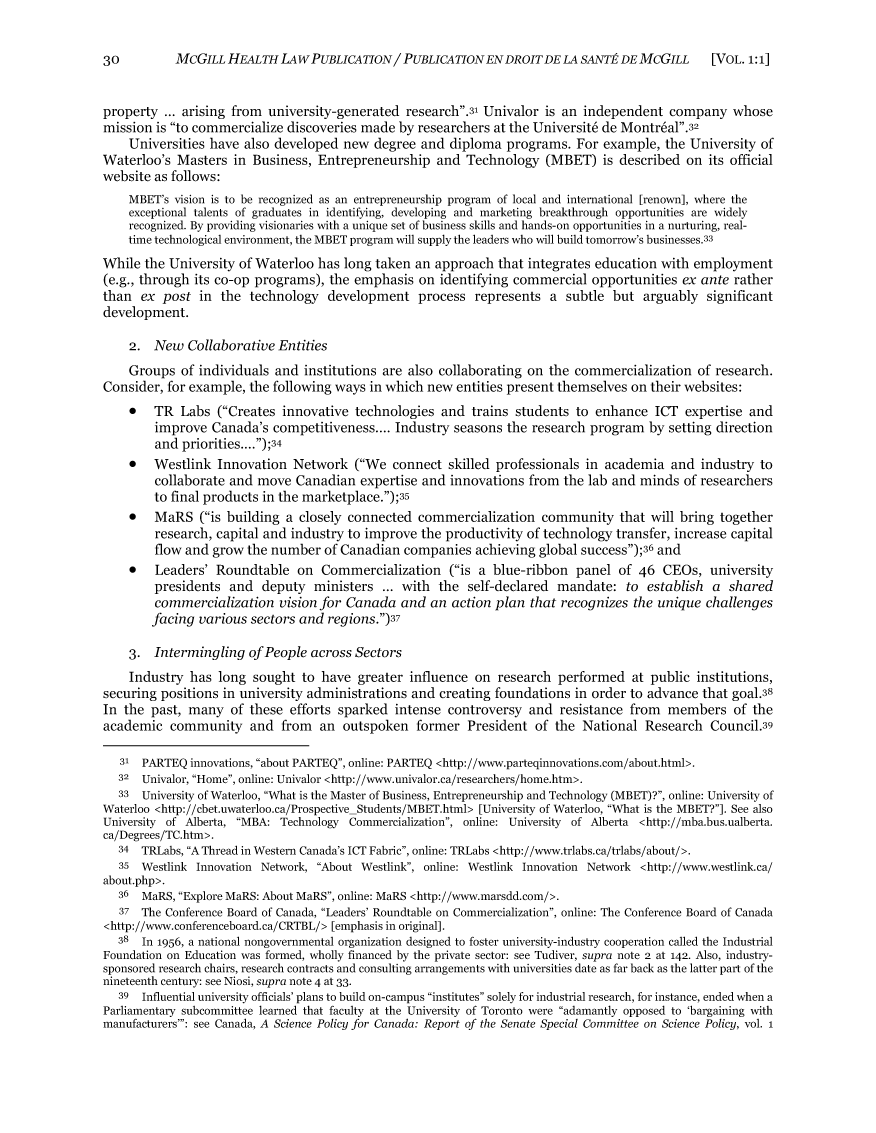 30 MCGILL HEALTH LAW PUBLICATION / PUBLICATION EN DROIT DE LA SANTÉ DE MCGILL [VOL. 1:1]
property … arising from university-generated research”.31 Univalor is an independent company whose
mission is “to commercialize discoveries made by researchers at the Université de Montréal”.32
Universities have also developed new degree and diploma programs. For example, the University of
Waterloo’s Masters in Business, Entrepreneurship and Technology (MBET) is described on its official
website as follows:
MBET’s vision is to be recognized as an entrepreneurship program of local and international [renown], where the
exceptional talents of graduates in identifying, developing and marketing breakthrough opportunities are widely
recognized. By providing visionaries with a unique set of business skills and hands-on opportunities in a nurturing, real-
time technological environment, the MBET program will supply the leaders who will build tomorrow’s businesses.33
While the University of Waterloo has long taken an approach that integrates education with employment
(e.g., through its co-op programs), the emphasis on identifying commercial opportunities ex ante rather
than ex post in the technology development process represents a subtle but arguably significant
development.
2. New Collaborative Entities
Groups of individuals and institutions are also collaborating on the commercialization of research.
Consider, for example, the following ways in which new entities present themselves on their websites:
• TR Labs (“Creates innovative technologies and trains students to enhance ICT expertise and
improve Canada’s competitiveness…. Industry seasons the research program by setting direction
and priorities….”);34
• Westlink Innovation Network (“We connect skilled professionals in academia and industry to
collaborate and move Canadian expertise and innovations from the lab and minds of researchers
to final products in the marketplace.”);35
• MaRS (“is building a closely connected commercialization community that will bring together
research, capital and industry to improve the productivity of technology transfer, increase capital
flow and grow the number of Canadian companies achieving global success”);36 and
• Leaders’ Roundtable on Commercialization (“is a blue-ribbon panel of 46 CEOs, university
presidents and deputy ministers … with the self-declared mandate: to establish a shared
commercialization vision for Canada and an action plan that recognizes the unique challenges
facing various sectors and regions.”)37
3. Intermingling of People across Sectors
Industry has long sought to have greater influence on research performed at public institutions,
securing positions in university administrations and creating foundations in order to advance that goal.38
In the past, many of these efforts sparked intense controversy and resistance from members of the
academic community and from an outspoken former President of the National Research Council.39
31 PARTEQ innovations, “about PARTEQ”, online: PARTEQ <http://www.parteqinnovations.com/about.html>.
32 Univalor, “Home”, online: Univalor <http://www.univalor.ca/researchers/home.htm>.
33 University of Waterloo, “What is the Master of Business, Entrepreneurship and Technology (MBET)?”, online: University of
Waterloo <http://cbet.uwaterloo.ca/Prospective_Students/MBET.html> [University of Waterloo, “What is the MBET?”]. See also
University of Alberta, “MBA: Technology Commercialization”, online: University of Alberta <http://mba.bus.ualberta.
ca/Degrees/TC.htm>.
34 TRLabs, “A Thread in Western Canada’s ICT Fabric”, online: TRLabs <http://www.trlabs.ca/trlabs/about/>.
35 Westlink Innovation Network, “About Westlink”, online: Westlink Innovation Network <http://www.westlink.ca/
about.php>.
36 MaRS, “Explore MaRS: About MaRS”, online: MaRS <http://www.marsdd.com/>.
37 The Conference Board of Canada, “Leaders’ Roundtable on Commercialization”, online: The Conference Board of Canada
<http://www.conferenceboard.ca/CRTBL/> [emphasis in original].
38 In 1956, a national nongovernmental organization designed to foster university-industry cooperation called the Industrial
Foundation on Education was formed, wholly financed by the private sector: see Tudiver, supra note 2 at 142. Also, industry-
sponsored research chairs, research contracts and consulting arrangements with universities date as far back as the latter part of the
nineteenth century: see Niosi, supra note 4 at 33.
39 Influential university officials’ plans to build on-campus “institutes” solely for industrial research, for instance, ended when a
Parliamentary subcommittee learned that faculty at the University of Toronto were “adamantly opposed to ‘bargaining with
manufacturers’”: see Canada, A Science Policy for Canada: Report of the Senate Special Committee on Science Policy, vol. 1